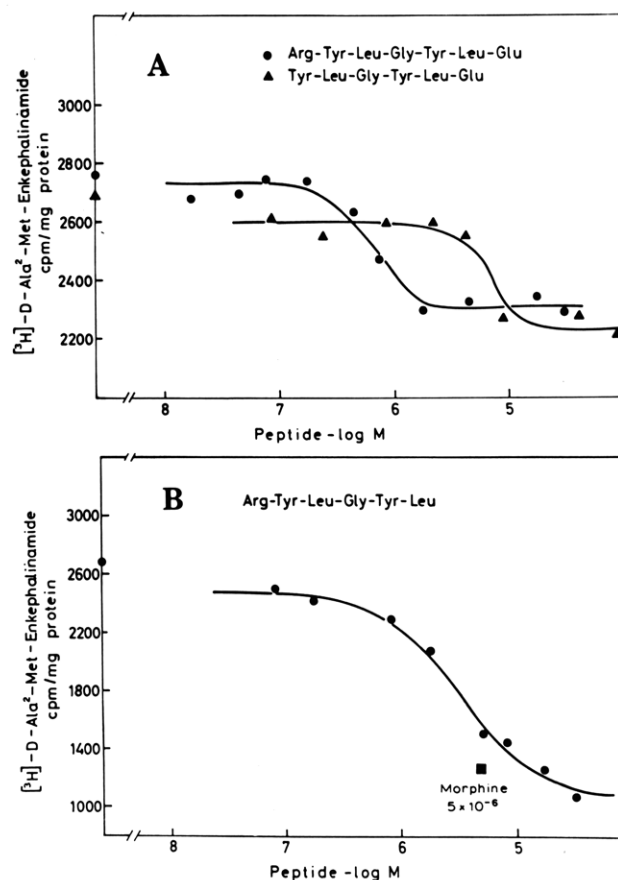 A
● Arg-Tyr-Leu-Gly-Tyr-Leu-Glu
▲ Tyr-Leu-Gly-Tyr-Leu-Glu
[³H]-D-Ala²-Met-Enkephalinamide
cpm/mg protein
3000
2800
2600
2400
2200
8
7
6
5
Peptide -log M
B
Arg-Tyr-Leu-Gly-Tyr-Leu
[³H]-D-Ala²-Met-Enkephalinamide
cpm/mg protein
3000
2600
2200
1800
1400
1000
Morphine
5×10⁻⁶
8
7
6
5
Peptide -log M